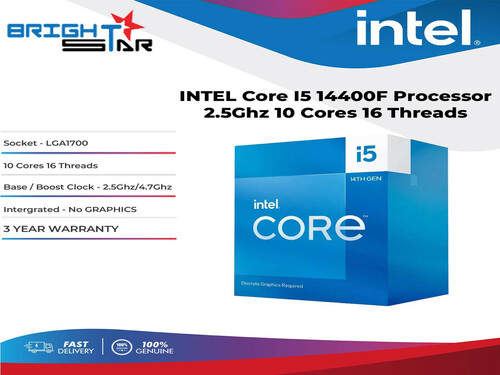 BRIGHT
STAR
intel
INTEL Core I5 14400F Processor
2.5Ghz 10 Cores 16 Threads
Socket - LGA1700
10 Cores 16 Threads
Base / Boost Clock - 2.5Ghz/4.7Ghz
Intergrated - No GRAPHICS
3 YEAR WARRANTY
i5
14TH GEN
intel
CORE
Discrete Graphics Required
FAST
DELIVERY
100%
100%
GENUINE